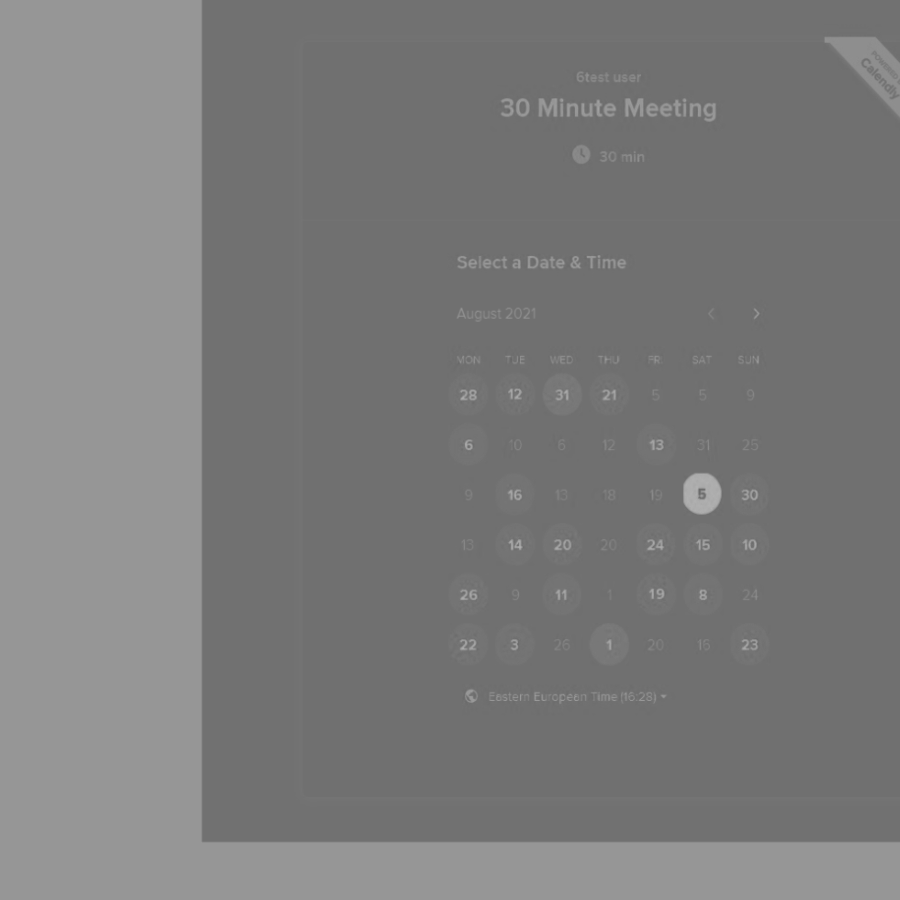 POWERED BY
Calendly
6test user
30 Minute Meeting
30 min
Select a Date & Time
August 2021
MON TUE WED THU FRI SAT SUN
28 12 31 21 5 5 9
6 10 6 12 13 31 25
9 16 13 18 19 5 30
13 14 20 20 24 15 10
26 9 11 1 19 8 24
22 3 26 1 20 15 23
Eastern European Time (16:28)